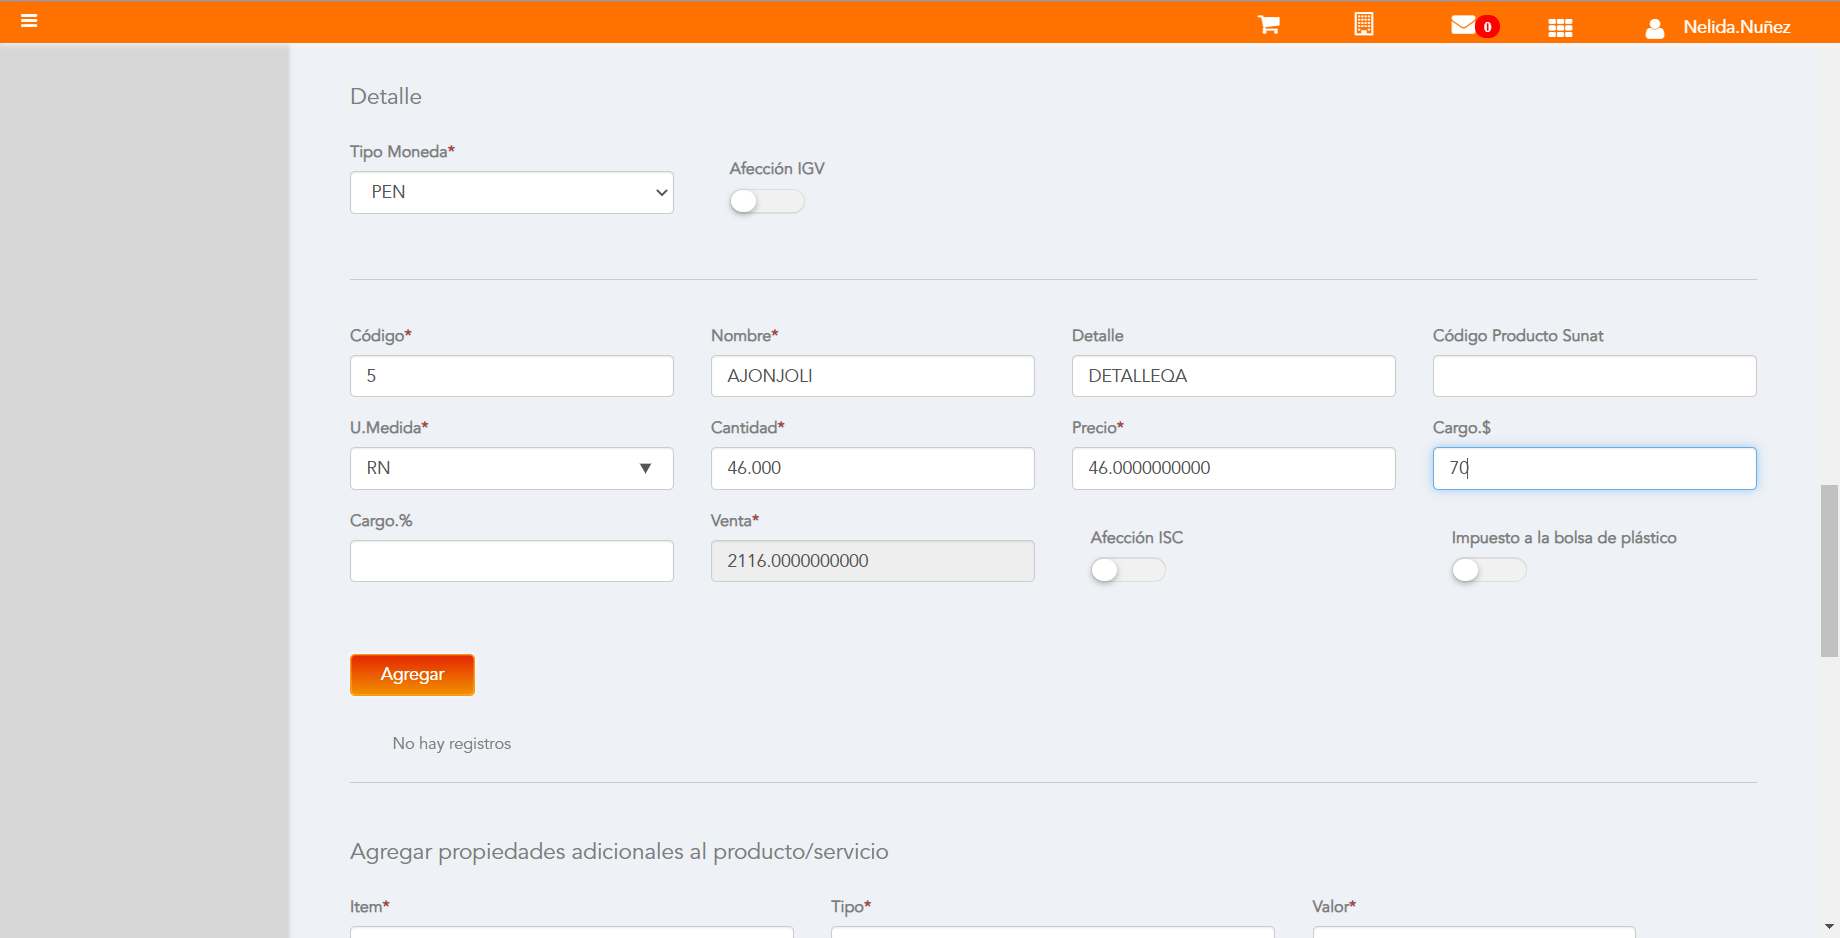 0
Nelida.Nuñez
Detalle
Tipo Moneda*
Afección IGV
PEN
Código*
Nombre*
Detalle
Código Producto Sunat
5
AJONJOLI
DETALLEQA
U.Medida*
Cantidad*
Precio*
Cargo.$
RN
46.000
46.0000000000
70
Cargo.%
Venta*
Afección ISC
Impuesto a la bolsa de plástico
2116.0000000000
Agregar
No hay registros
Agregar propiedades adicionales al producto/servicio
Item*
Tipo*
Valor*